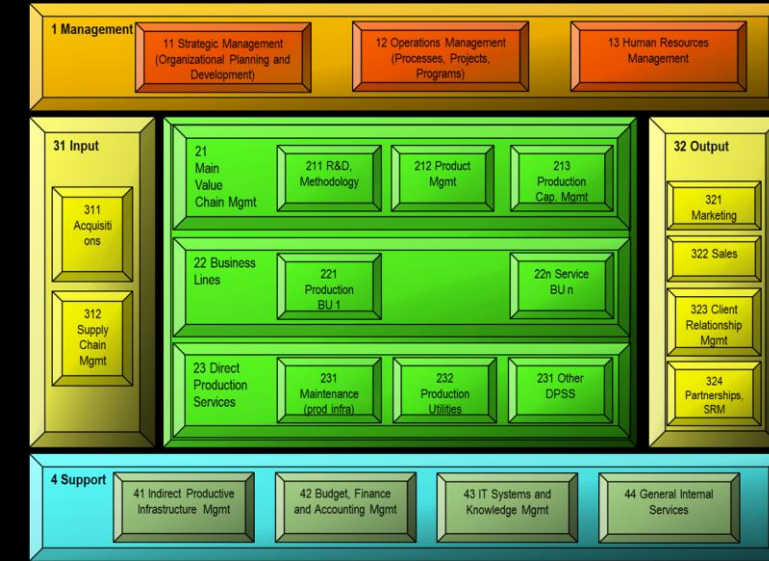 1 Management
11 Strategic Management
(Organizational Planning and
Development)
12 Operations Management
(Processes, Projects,
Programs)
13 Human Resources
Management
31 Input
311
Acquisiti
ons
312
Supply
Chain
Mgmt
21
Main
Value
Chain Mgmt
211 R&D,
Methodology
212 Product
Mgmt
213
Production
Cap. Mgmt
22 Business
Lines
221
Production
BU 1
22n Service
BU n
23 Direct
Production
Services
231
Maintenance
(prod infra)
232
Production
Utilities
231 Other
DPSS
32 Output
321
Marketing
322 Sales
323 Client
Relationship
Mgmt
324
Partnerships,
SRM
4 Support
41 Indirect Productive
Infrastructure Mgmt
42 Budget, Finance
and Accounting Mgmt
43 IT Systems and
Knowledge Mgmt
44 General Internal
Services